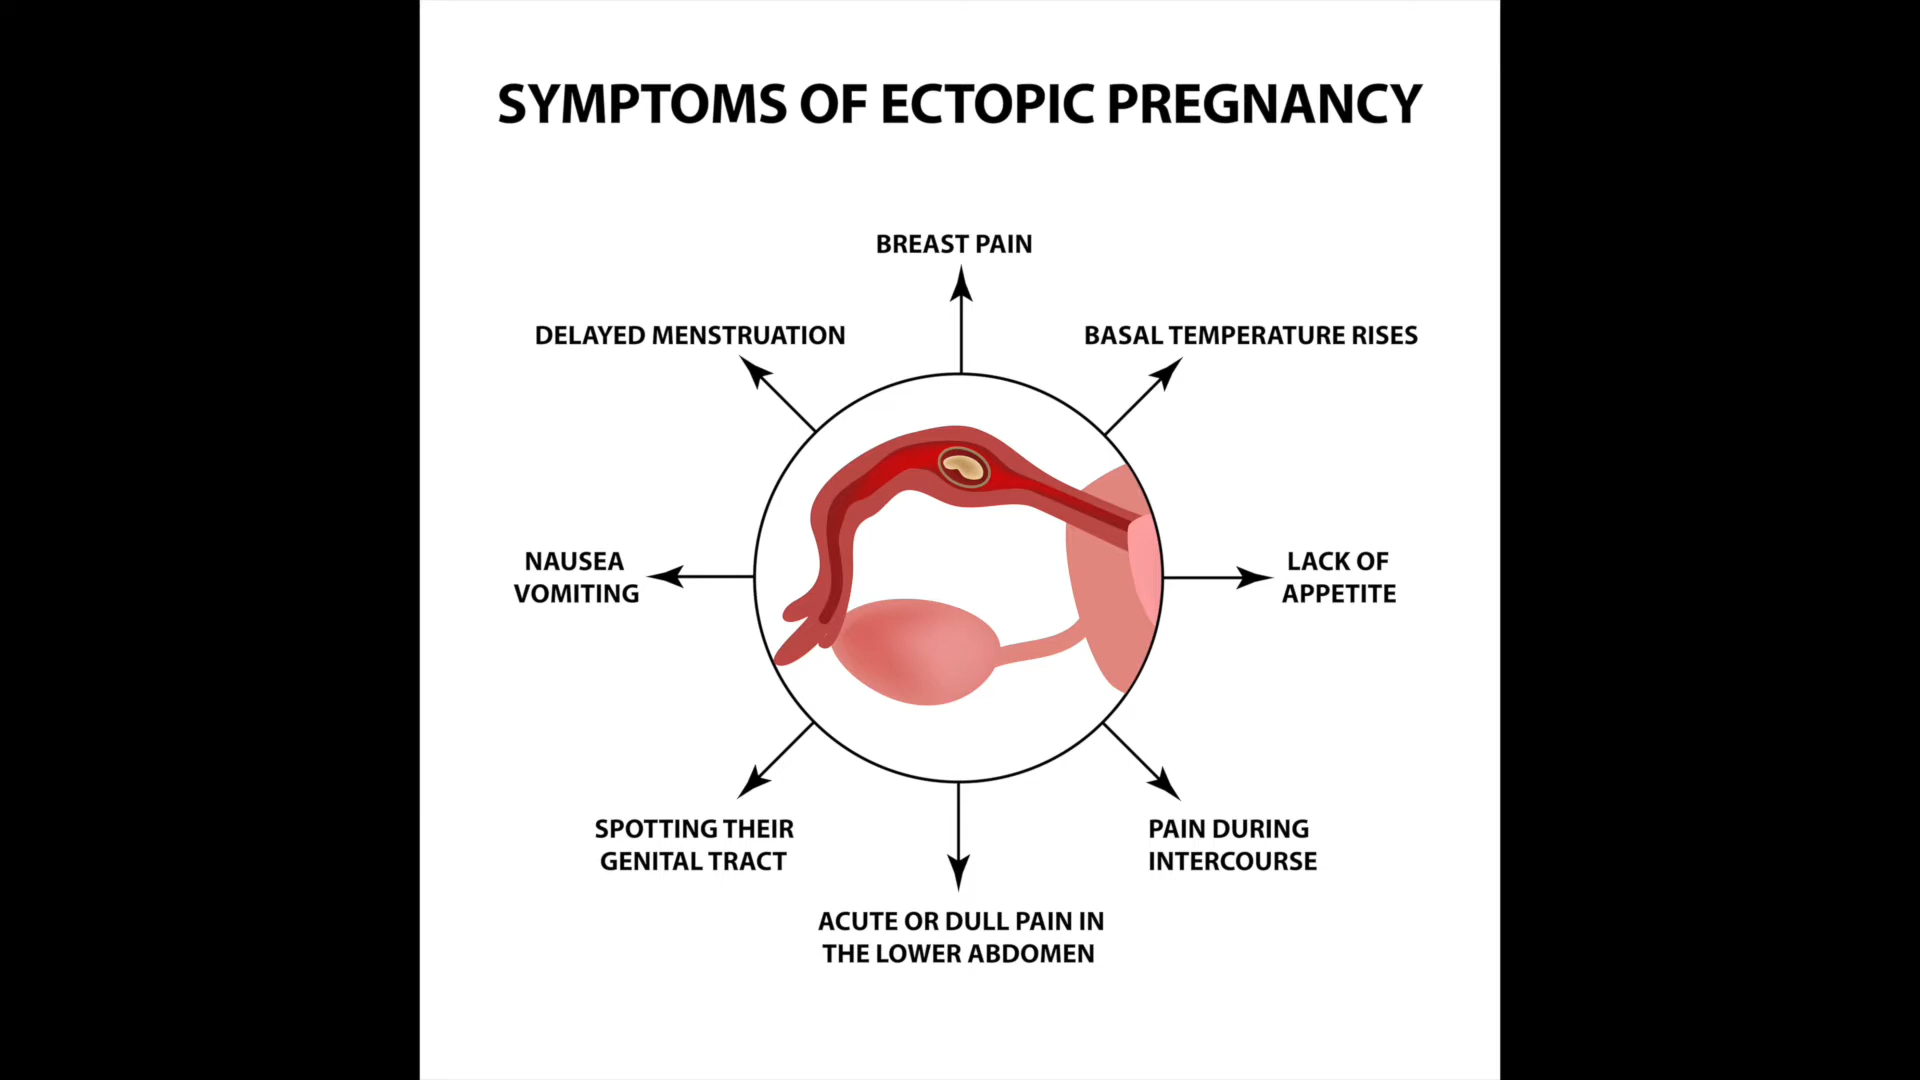 SYMPTOMS OF ECTOPIC PREGNANCY
BREAST PAIN
DELAYED MENSTRUATION
BASAL TEMPERATURE RISES
NAUSEA
VOMITING
LACK OF
APPETITE
SPOTTING THEIR
GENITAL TRACT
PAIN DURING
INTERCOURSE
ACUTE OR DULL PAIN IN
THE LOWER ABDOMEN